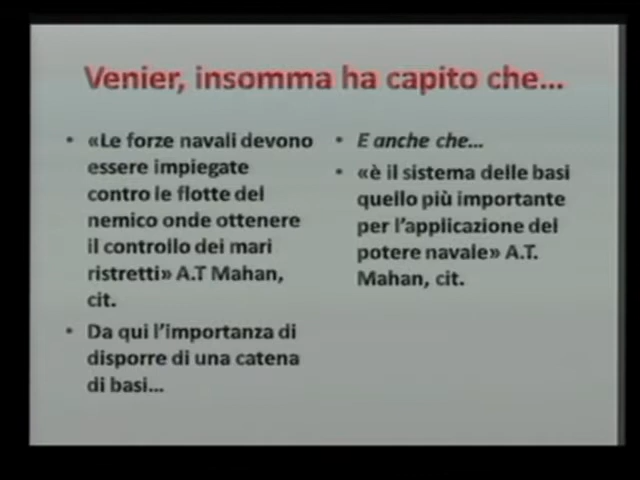 Venier, insomma ha capito che...
• «Le forze navali devono
essere impiegate
contro le flotte del
nemico onde ottenere
il controllo dei mari
ristretti» A.T Mahan,
cit.
• Da qui l'importanza di
disporre di una catena
di basi...
• E anche che...
• «è il sistema delle basi
quello più importante
per l'applicazione del
potere navale» A.T.
Mahan, cit.